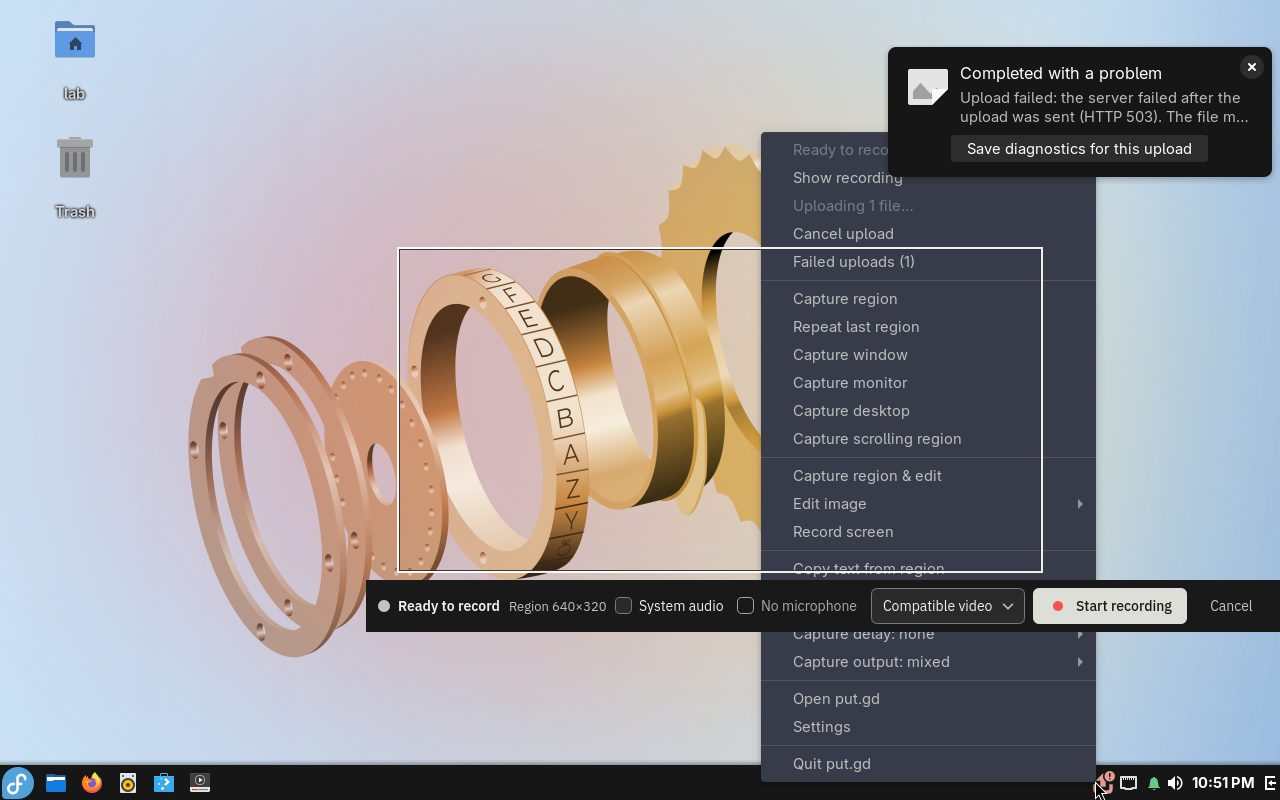 lab
Trash
Completed with a problem
Upload failed: the server failed after the
upload was sent (HTTP 503). The file m...
Save diagnostics for this upload
Ready to reco
Show recording
Uploading 1 file...
Cancel upload
Failed uploads (1)
Capture region
Repeat last region
Capture window
Capture monitor
Capture desktop
Capture scrolling region
Capture region & edit
Edit image
Record screen
Copy text from region
G
F
E
D
C
B
A
Z
Y
Ready to record Region 640×320 System audio No microphone Compatible video Start recording Cancel
Capture delay: none
Capture output: mixed
Open put.gd
Settings
Quit put.gd
10:51 PM